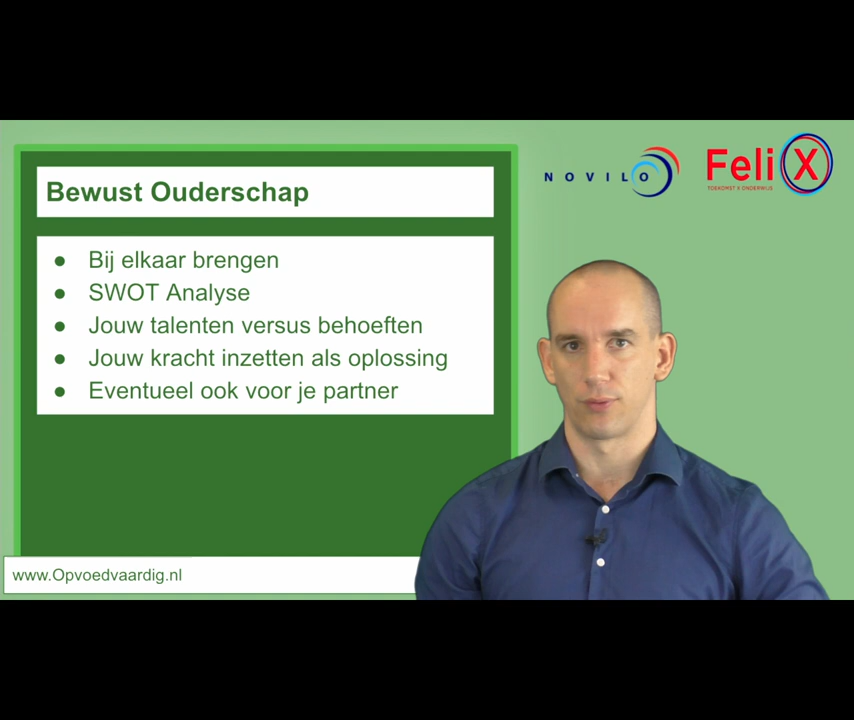 Bewust Ouderschap
● Bij elkaar brengen
● SWOT Analyse
● Jouw talenten versus behoeften
● Jouw kracht inzetten als oplossing
● Eventueel ook voor je partner
NOVILO
FeliX
TOEKOMST X ONDERWIJS
www.Opvoedvaardig.nl